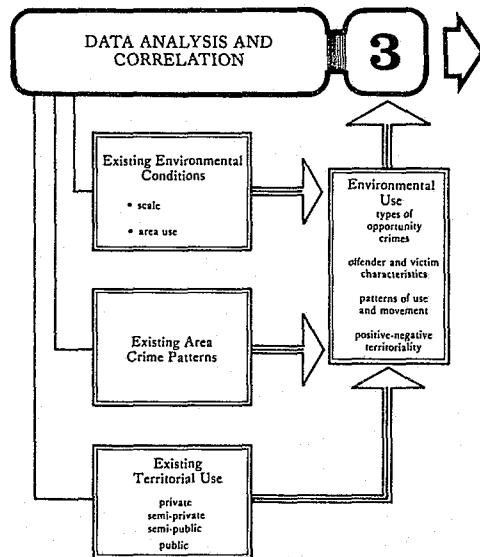 DATA ANALYSIS AND
CORRELATION
3
Existing Environmental
Conditions
• scale
• area use
Existing Area
Crime Patterns
Existing
Territorial Use
private
semi-private
semi-public
public
Environmental
Use
types of
opportunity
crimes
offender and victim
characteristics
patterns of use
and movement
positive-negative
territoriality